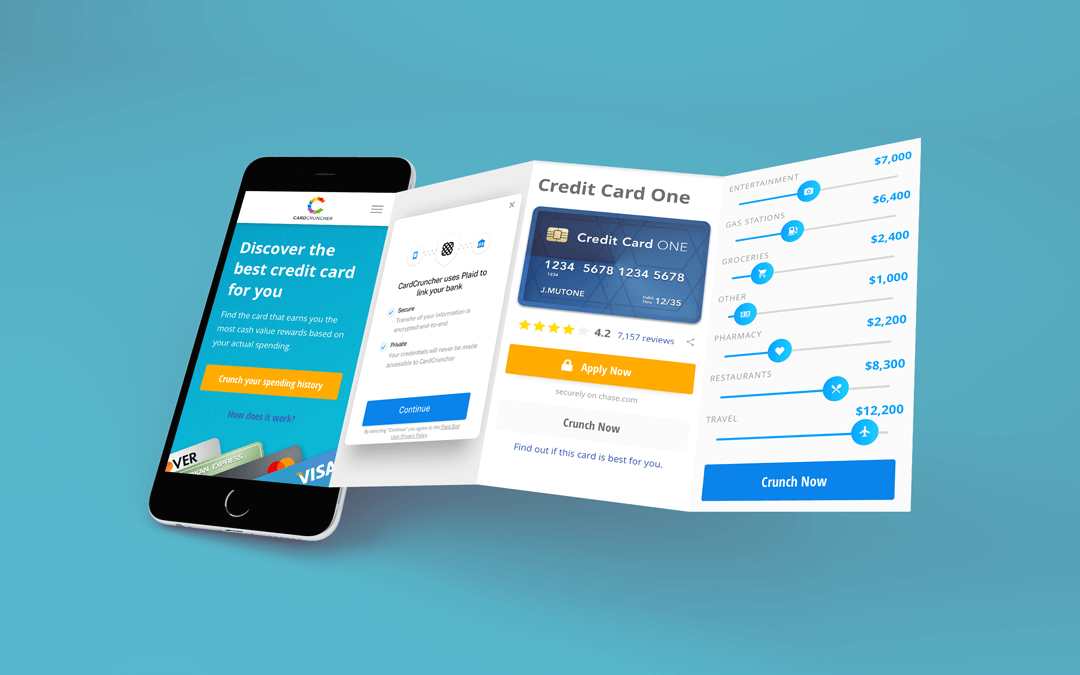 CARDCRUNCHER
Discover the
best credit card
for you
Find the card that earns you the
most cash value rewards based on
your actual spending.
Crunch your spending history
How does it work?
VER
CAN EXPRESS
VISA
CardCruncher uses Plaid to
link your bank
Secure
Transfer of your information is
encrypted end-to-end
Private
Your credentials will never be made
accessible to CardCruncher
Continue
By selecting "Continue" you agree to the Plaid End
User Privacy Policy
Credit Card One
Credit Card ONE
1234 5678 1234 5678
1234
J.MUTONE
Valid
Thru
12/35
4.2 7,157 reviews
Apply Now
securely on chase.com
Crunch Now
Find out if this card is best for you.
$7,000
ENTERTAINMENT
$6,400
GAS STATIONS
$2,400
GROCERIES
$1,000
OTHER
$2,200
PHARMACY
$8,300
RESTAURANTS
$12,200
TRAVEL
Crunch Now